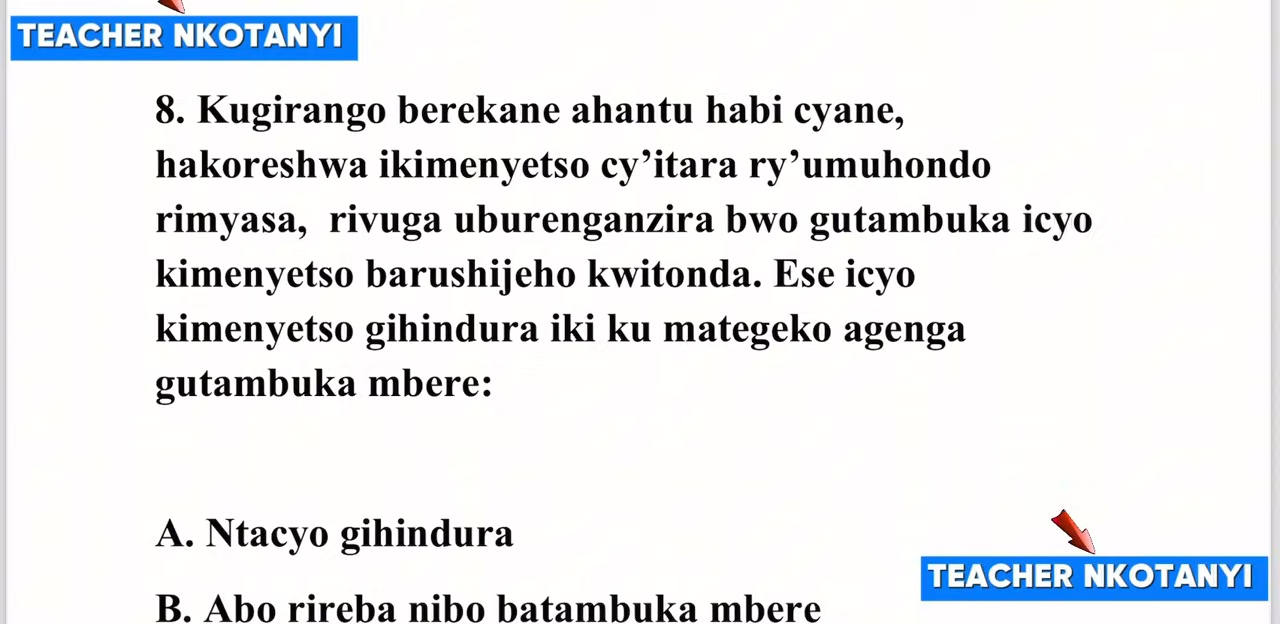 TEACHER NKOTANYI
8. Kugirango berekane ahantu habi cyane,
hakoreshwa ikimenyetso cy’itara ry’umuhondo
rimyasa, rivuga uburenganzira bwo gutambuka icyo
kimenyetso barushijeho kwitonda. Ese icyo
kimenyetso gihindura iki ku mategeko agenga
gutambuka mbere:
A. Ntacyo gihindura
TEACHER NKOTANYI
B. Abo rireba nibo batambuka mbere